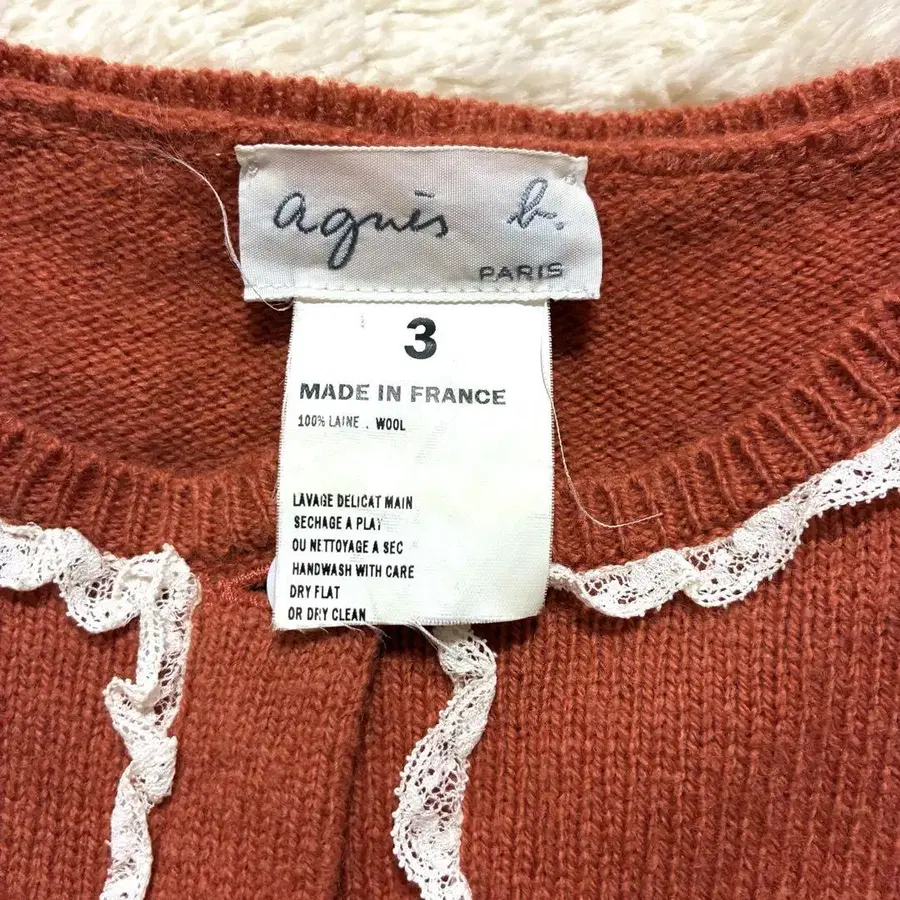 agnès b.
PARIS
3
MADE IN FRANCE
100% LAINE . WOOL
LAVAGE DELICAT MAIN
SECHAGE A PLAT
OU NETTOYAGE A SEC
HANDWASH WITH CARE
DRY FLAT
OR DRY CLEAN